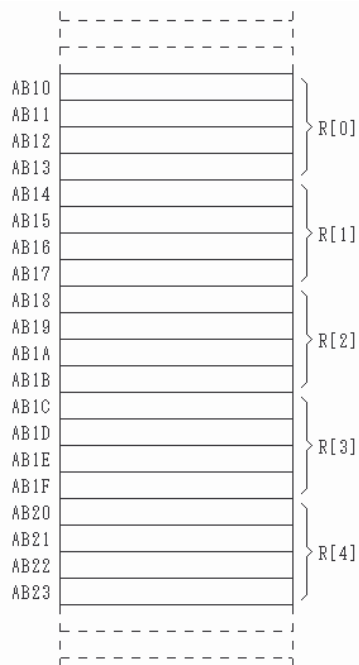 AB10
AB11
AB12
AB13
R[0]
AB14
AB15
AB16
AB17
R[1]
AB18
AB19
AB1A
AB1B
R[2]
AB1C
AB1D
AB1E
AB1F
R[3]
AB20
AB21
AB22
AB23
R[4]